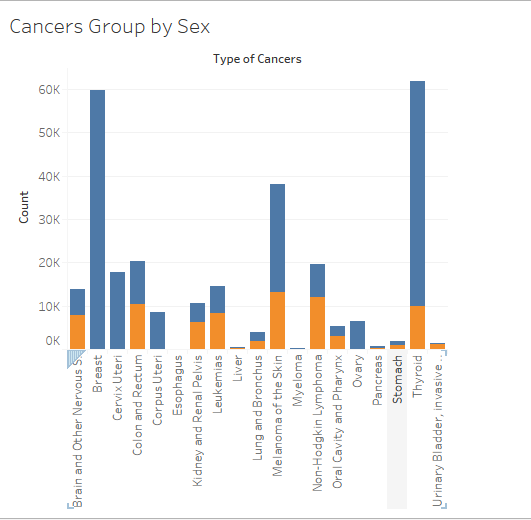 Cancers Group by Sex
Type of Cancers
Count
60K
50K
40K
30K
20K
10K
0K
Brain and Other Nervous S
Breast
Cervix Uteri
Colon and Rectum
Corpus Uteri
Esophagus
Kidney and Renal Pelvis
Leukemias
Liver
Lung and Bronchus
Melanoma of the Skin
Myeloma
Non-Hodgkin Lymphoma
Oral Cavity and Pharynx
Ovary
Pancreas
Stomach
Thyroid
Urinary Bladder, invasive ...